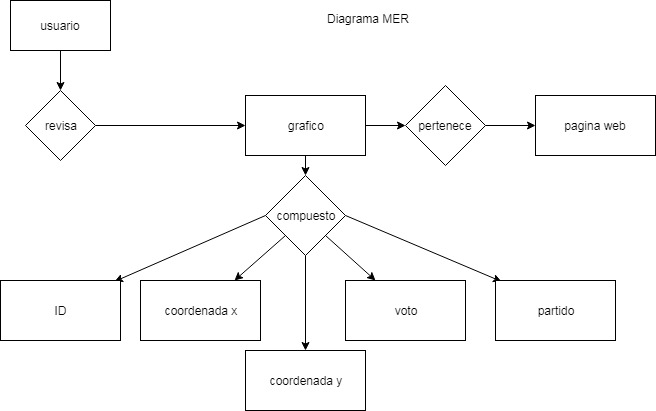 usuario
Diagrama MER
revisa
grafico
pertenece
pagina web
compuesto
ID
coordenada x
voto
partido
coordenada y